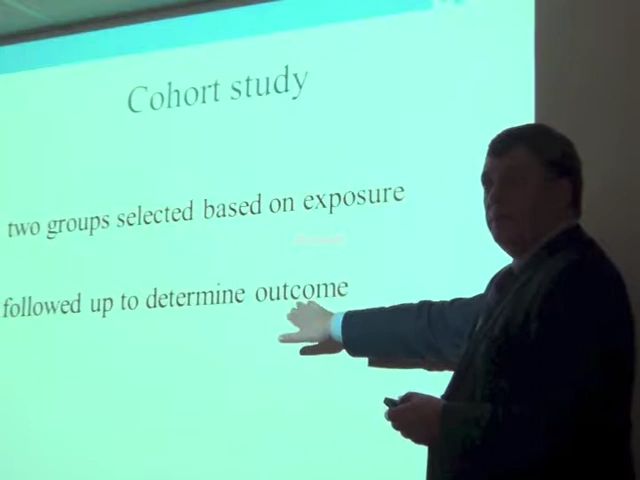 Cohort study
two groups selected based on exposure
followed up to determine outcome